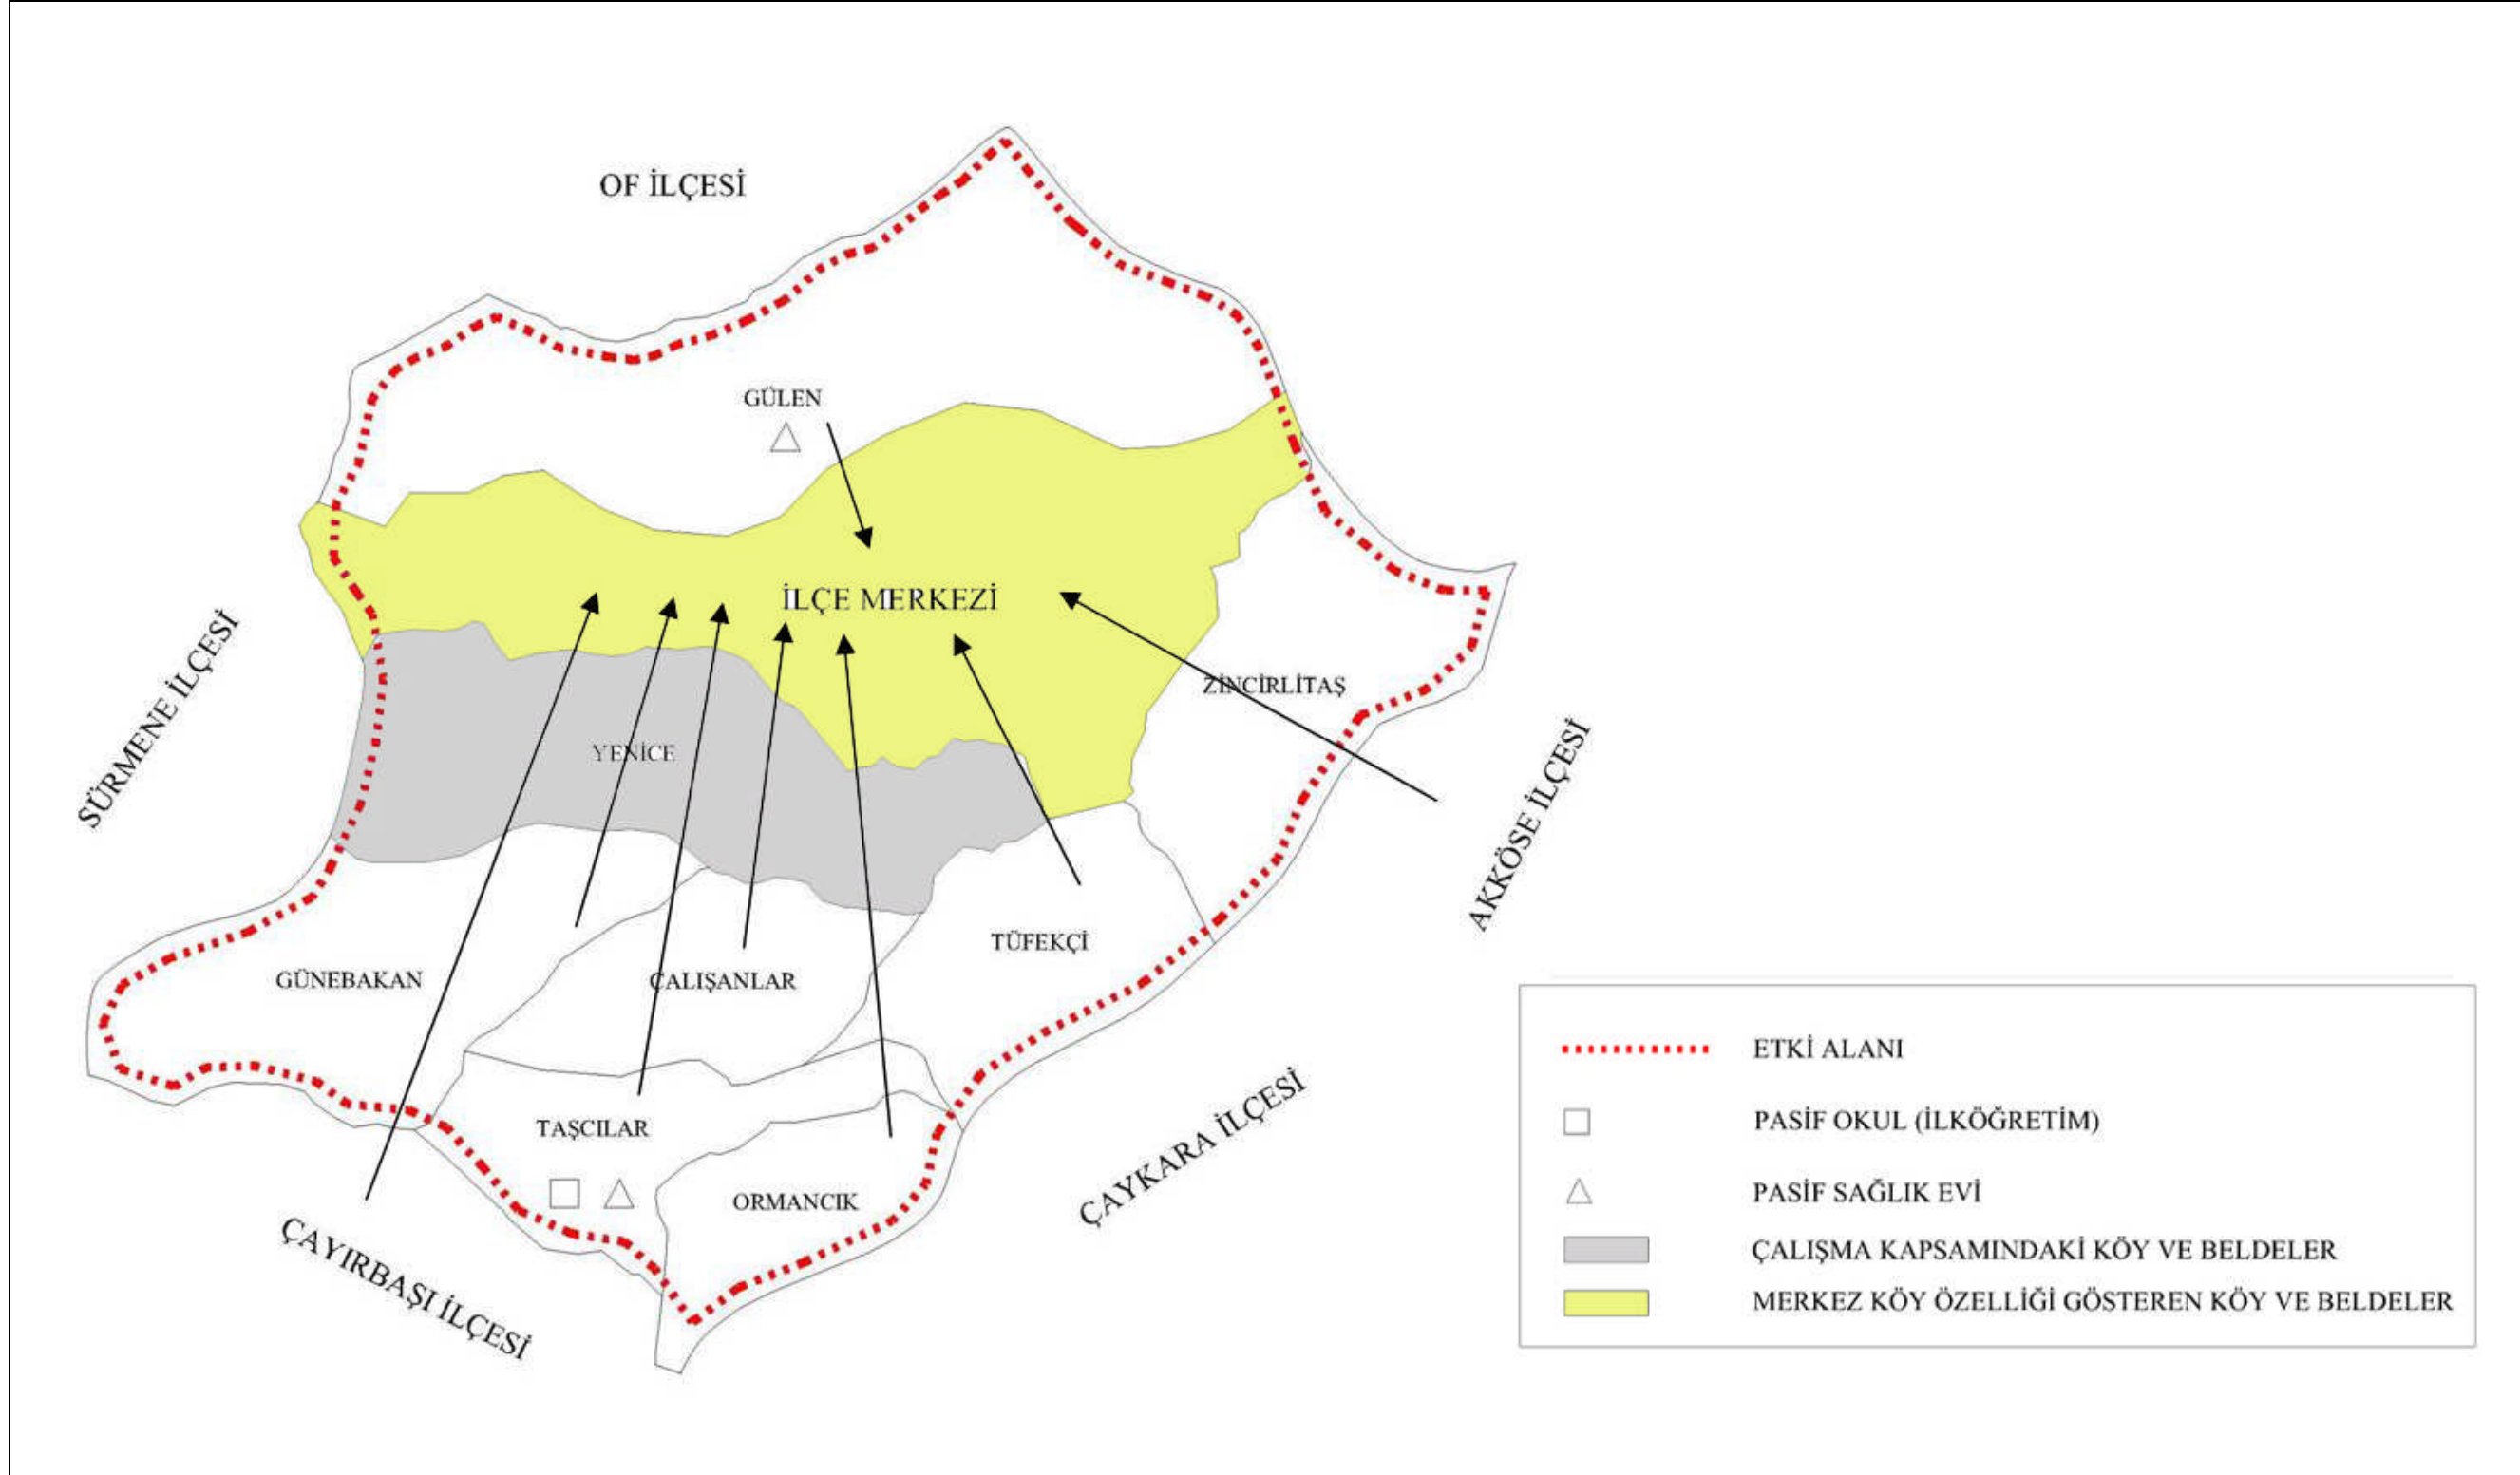 OF İLÇESİ
GÜLEN
İLÇE MERKEZİ
SÜRMENE İLÇESİ
ZİNCİRLİTAŞ
YENİCE
AKKÖSE İLÇESİ
TÜFEKÇİ
GÜNEBAKAN
ÇALIŞANLAR
TAŞCILAR
ORMANCIK
ÇAYKARA İLÇESİ
ÇAYIRBAŞI İLÇESİ
ETKİ ALANI
PASİF OKUL (İLKÖĞRETİM)
PASİF SAĞLIK EVİ
ÇALIŞMA KAPSAMINDAKİ KÖY VE BELDELER
MERKEZ KÖY ÖZELLİĞİ GÖSTEREN KÖY VE BELDELER